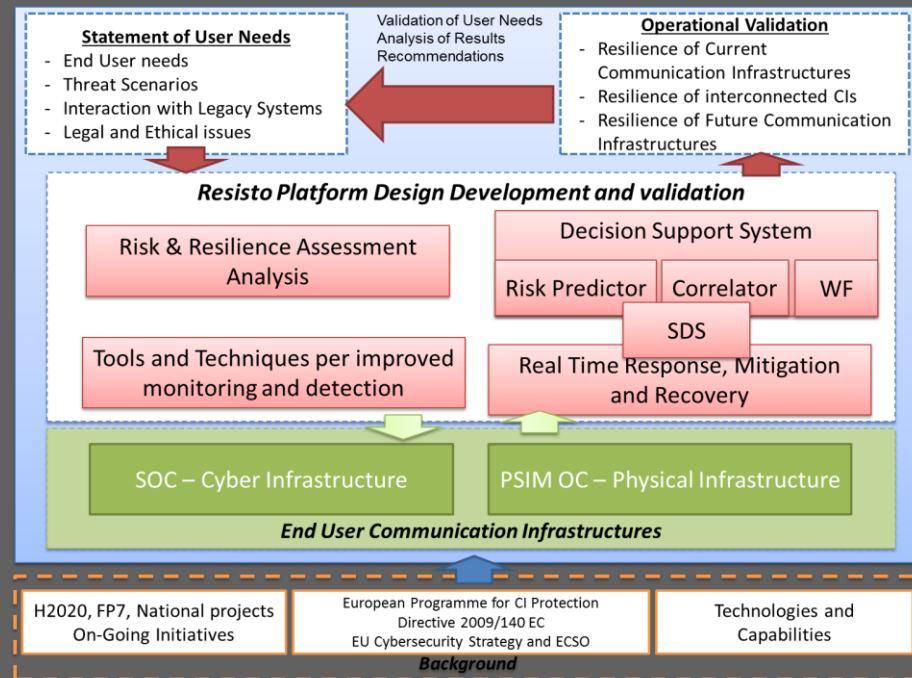 Statement of User Needs
- End User needs
- Threat Scenarios
- Interaction with Legacy Systems
- Legal and Ethical issues
Validation of User Needs
Analysis of Results
Recommendations
Operational Validation
- Resilience of Current
Communication Infrastructures
- Resilience of interconnected CIs
- Resilience of Future Communication
Infrastructures
Resisto Platform Design Development and validation
Risk & Resilience Assessment
Analysis
Decision Support System
Risk Predictor
Correlator
WF
SDS
Tools and Techniques per improved
monitoring and detection
Real Time Response, Mitigation
and Recovery
SOC – Cyber Infrastructure
PSIM OC – Physical Infrastructure
End User Communication Infrastructures
H2020, FP7, National projects
On-Going Initiatives
European Programme for CI Protection
Directive 2009/140 EC
EU Cybersecurity Strategy and ECSO
Technologies and
Capabilities
Background